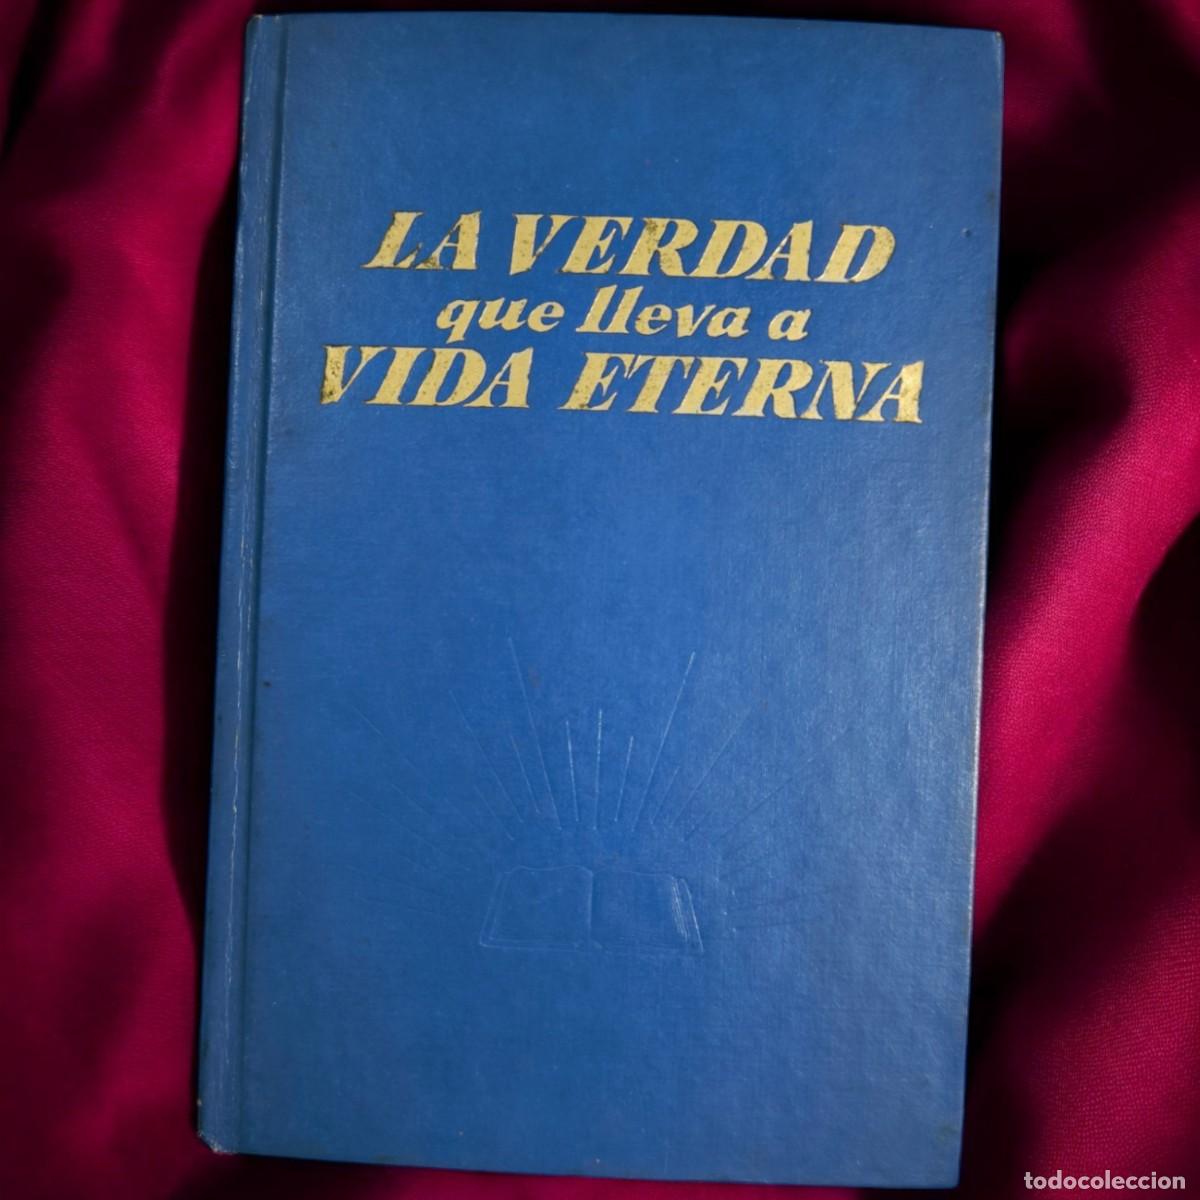 LA VERDAD
que lleva a
VIDA ETERNA
todocoleccion